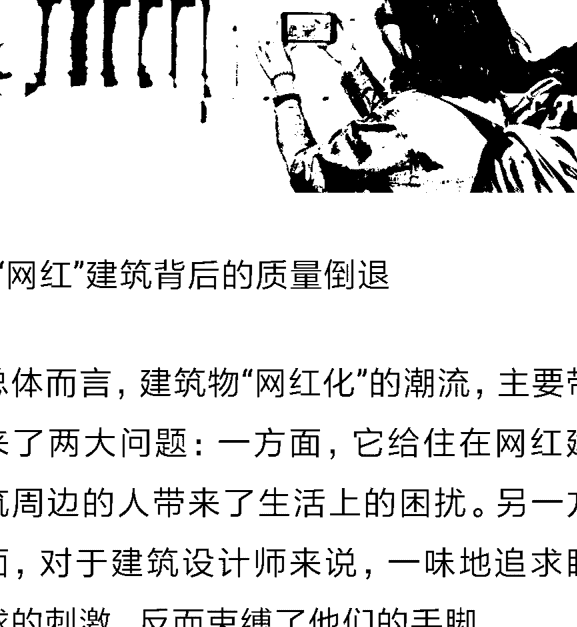 “网红”建筑背后的质量倒退
总体而言，建筑物“网红化”的潮流，主要带
来了两大问题：一方面，它给住在网红建
筑周边的人带来了生活上的困扰。另一方
面，对于建筑设计师来说，一味地追求眼
球的刺激，反而束缚了他们的手脚